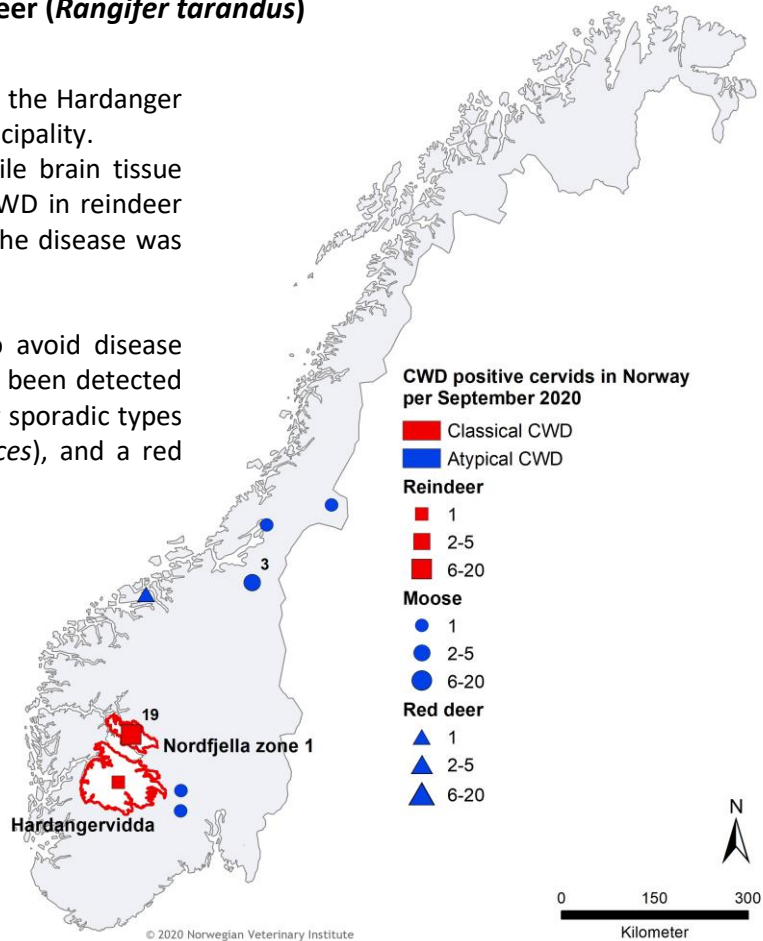 eer (Rangifer tarandus)
the Hardanger
cipality.
ile brain tissue
WD in reindeer
he disease was
o avoid disease
been detected
r sporadic types
ces), and a red
CWD positive cervids in Norway
per September 2020
Classical CWD
Atypical CWD
Reindeer
1
2-5
6-20
Moose
1
2-5
6-20
Red deer
1
2-5
6-20
3
19
Nordfjella zone 1
Hardangervidda
N
0 150 300
Kilometer
© 2020 Norwegian Veterinary Institute